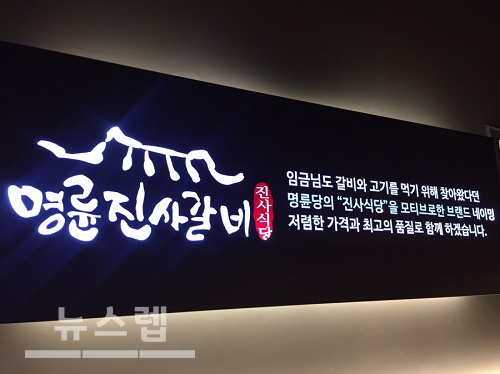 명륜진사갈비
진사식당
임금님도 갈비와 고기를 먹기 위해 찾아왔다면
명륜당의 “진사식당”을 모티브로한 브랜드 네이밍
저렴한 가격과 최고의 품질로 함께 하겠습니다.
뉴스렙